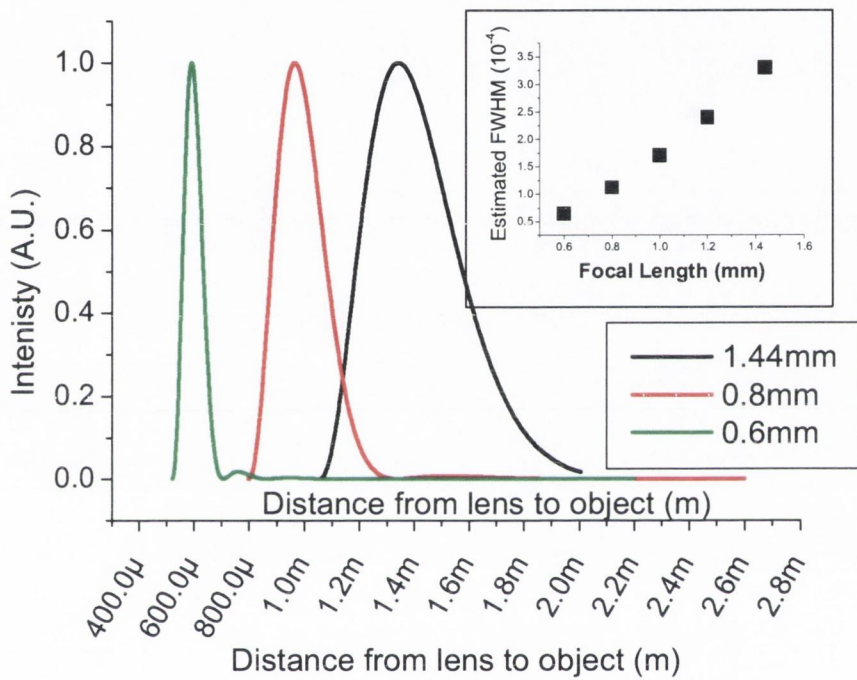 Intenisty (A.U.)
1.0
0.8
0.6
0.4
0.2
0.0
Estimated FWHM (10⁻⁴)
3.5
3.0
2.5
2.0
1.5
1.0
0.5
0.6 0.8 1.0 1.2 1.4 1.6
Focal Length (mm)
1.44mm
0.8mm
0.6mm
Distance from lens to object (m)
400.0µ 600.0µ 800.0µ 1.0m 1.2m 1.4m 1.6m 1.8m 2.0m 2.2m 2.4m 2.6m 2.8m
Distance from lens to object (m)